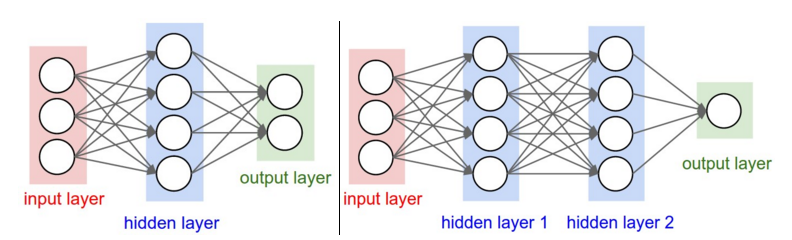 input layer
hidden layer
output layer
input layer
hidden layer 1
hidden layer 2
output layer